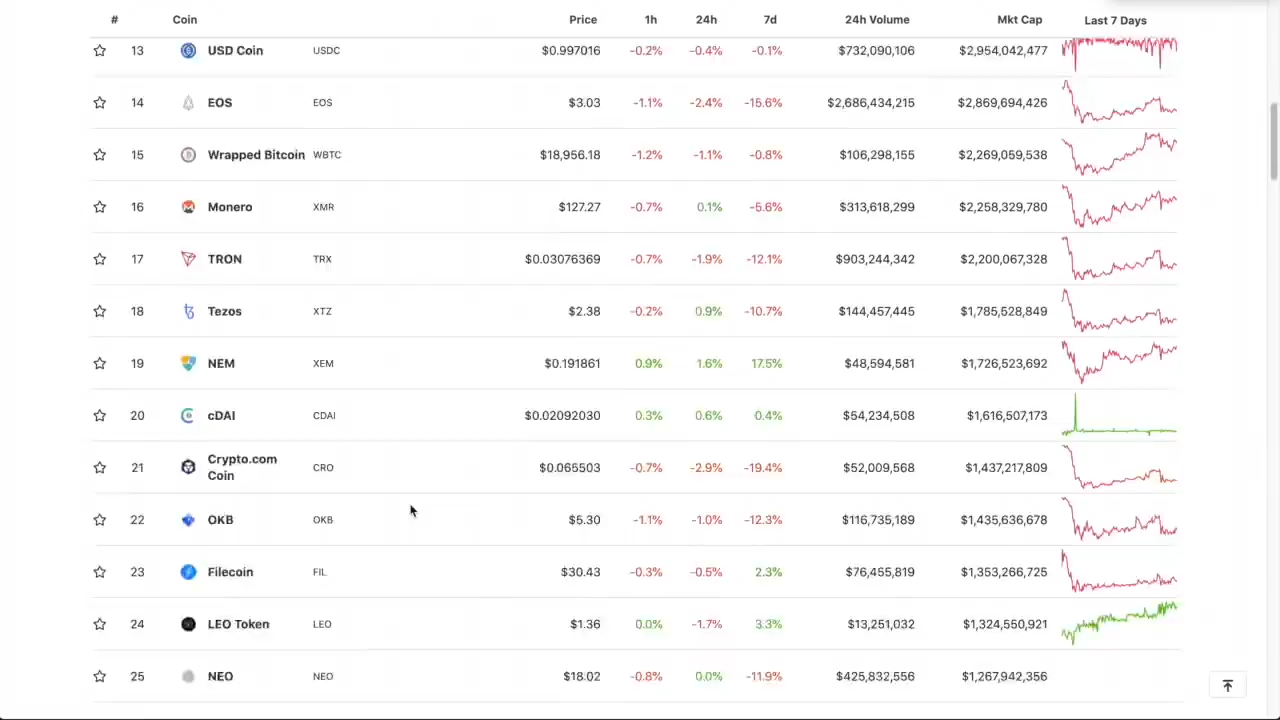 # Coin Price 1h 24h 7d 24h Volume Mkt Cap Last 7 Days
13 USD Coin USDC $0.997016 -0.2% -0.4% -0.1% $732,090,106 $2,954,042,477
14 EOS EOS $3.03 -1.1% -2.4% -15.6% $2,686,434,215 $2,869,694,426
15 Wrapped Bitcoin WBTC $18,956.18 -1.2% -1.1% -0.8% $106,298,155 $2,269,059,538
16 Monero XMR $127.27 -0.7% 0.1% -5.6% $313,618,299 $2,258,329,780
17 TRON TRX $0.03076369 -0.7% -1.9% -12.1% $903,244,342 $2,200,067,328
18 Tezos XTZ $2.38 -0.2% 0.9% -10.7% $144,457,445 $1,785,528,849
19 NEM XEM $0.191861 0.9% 1.6% 17.5% $48,594,581 $1,726,523,692
20 cDAI CDAI $0.02092030 0.3% 0.6% 0.4% $54,234,508 $1,616,507,173
21 Crypto.com Coin CRO $0.065503 -0.7% -2.9% -19.4% $52,009,568 $1,437,217,809
22 OKB OKB $5.30 -1.1% -1.0% -12.3% $116,735,189 $1,435,636,678
23 Filecoin FIL $30.43 -0.3% -0.5% 2.3% $76,455,819 $1,353,266,725
24 LEO Token LEO $1.36 0.0% -1.7% 3.3% $13,251,032 $1,324,550,921
25 NEO NEO $18.02 -0.8% 0.0% -11.9% $425,832,556 $1,267,942,356